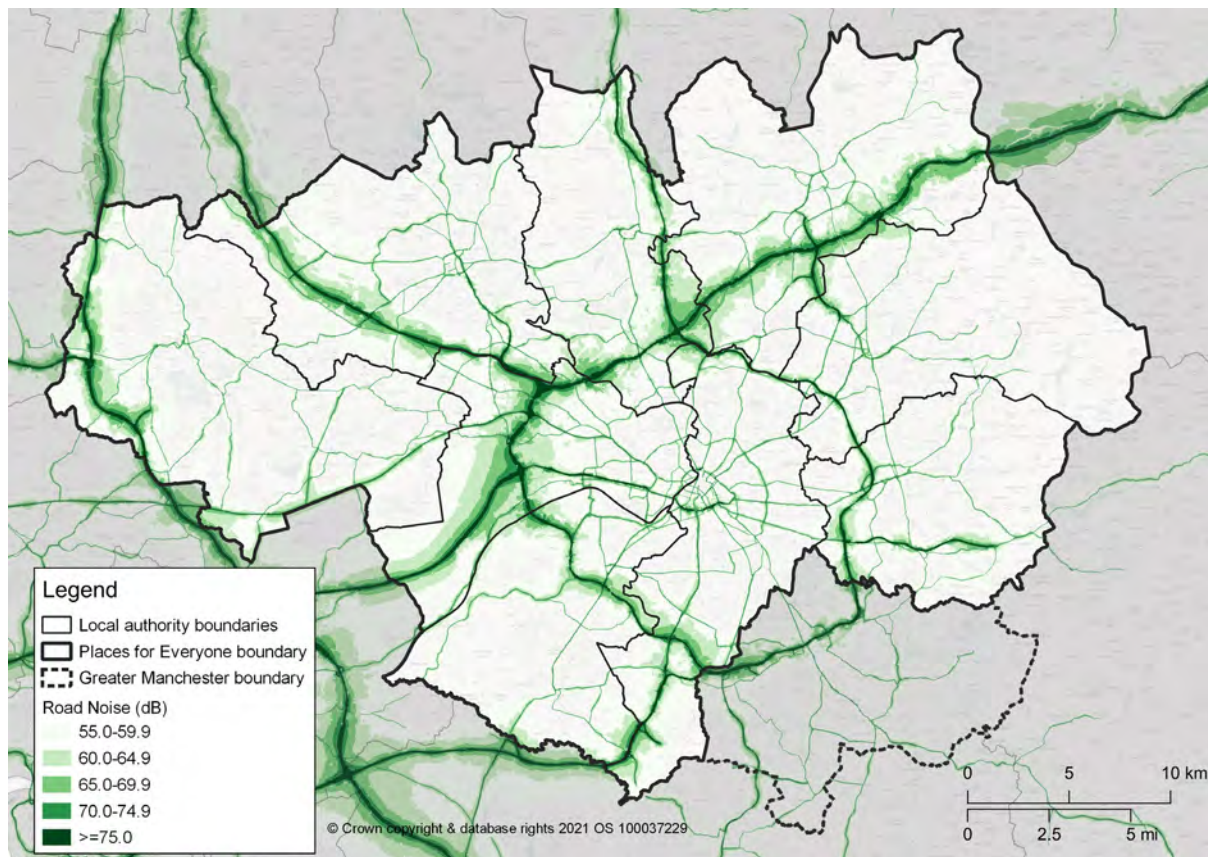 Legend
Local authority boundaries
Places for Everyone boundary
Greater Manchester boundary
Road Noise (dB)
55.0-59.9
60.0-64.9
65.0-69.9
70.0-74.9
>=75.0
© Crown copyright & database rights 2021 OS 100037229
0 5 10 km
0 2.5 5 mi